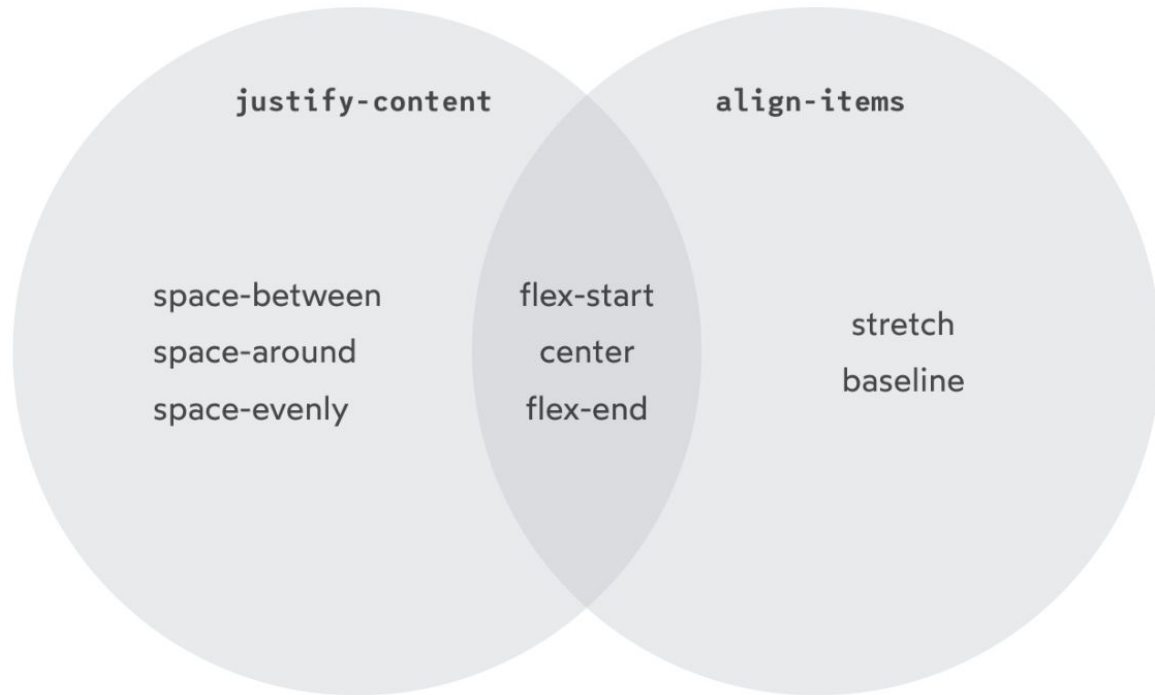 justify-content
align-items
space-between
space-around
space-evenly
flex-start
center
flex-end
stretch
baseline